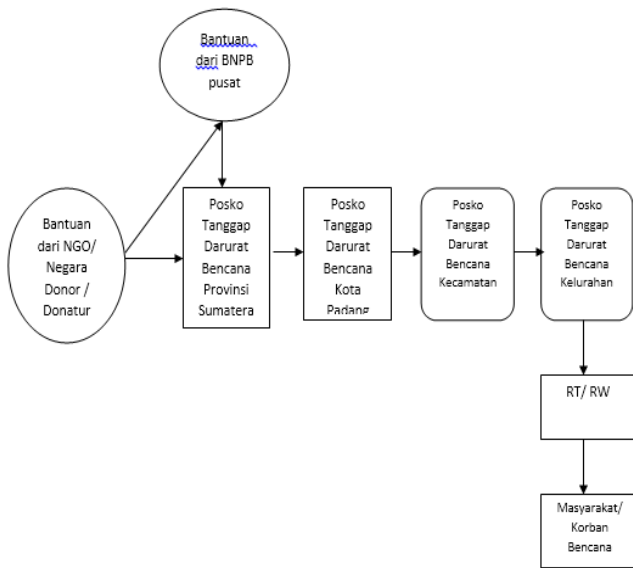 Bantuan
dari BNPB
pusat
Bantuan
dari NGO/
Negara
Donor /
Donatur
Posko
Tanggap
Darurat
Bencana
Provinsi
Sumatera
Posko
Tanggap
Darurat
Bencana
Kota
Padang
Posko
Tanggap
Darurat
Bencana
Kecamatan
Posko
Tanggap
Darurat
Bencana
Kelurahan
RT/ RW
Masyarakat/
Korban
Bencana